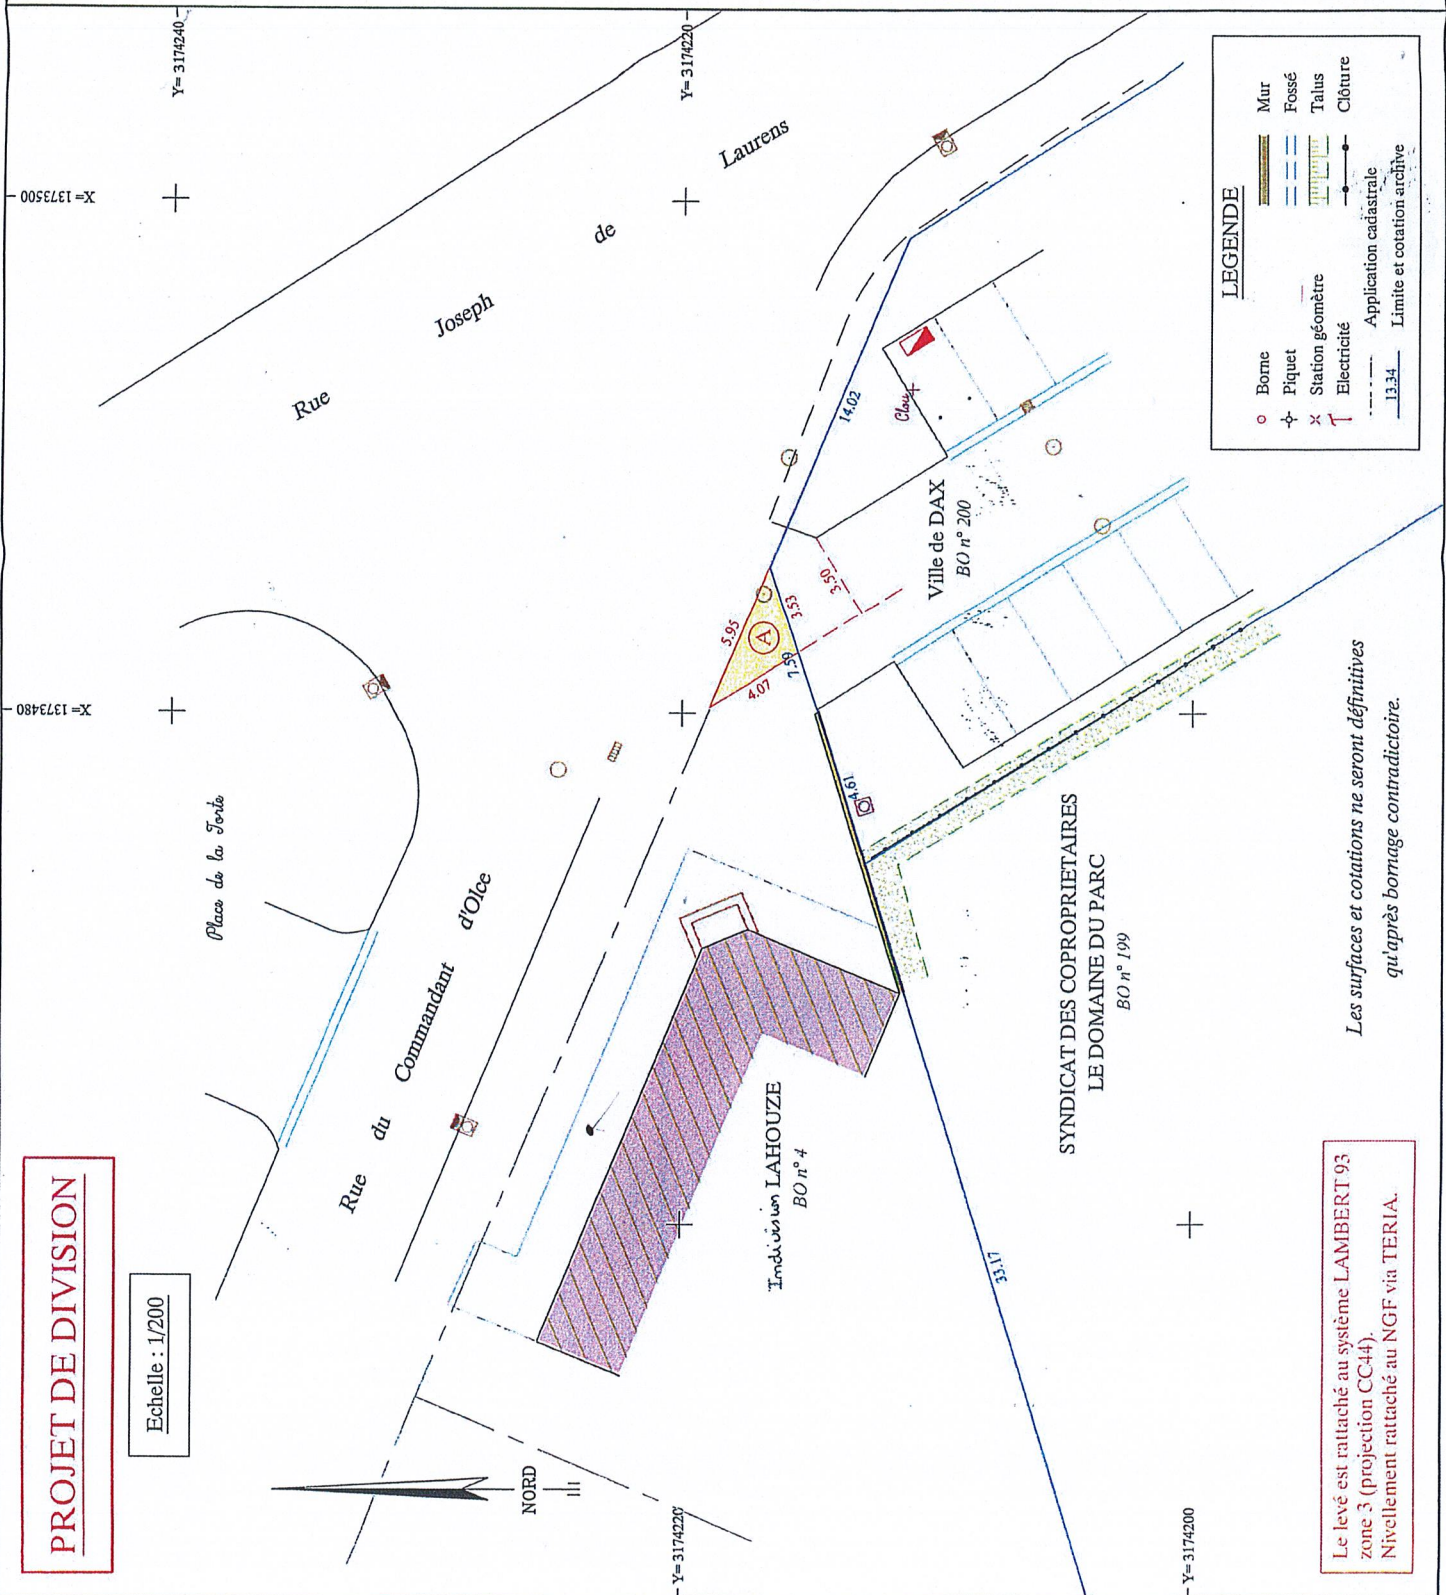 PROJET DE DIVISION
Echelle : 1/200
NORD
Y= 3174240
Y= 3174220
X= 1373500
X= 1373480
Y= 3174220
Y= 3174200
Place de la Torte
Rue du Commandant d'Olce
Rue Joseph de Laurens
5.95
A
4.07
3.53
7.59
3.50
14.02
Clou
4.61
33.17
Ville de DAX
BO n° 200
Indivision LAHOUZE
BO n° 4
SYNDICAT DES COPROPRIETAIRES
LE DOMAINE DU PARC
BO n° 199
Les surfaces et cotations ne seront définitives
qu'après bornage contradictoire.
Le levé est rattaché au système LAMBERT 93
zone 3 (projection CC44).
Nivellement rattaché au NGF via TERIA.
LEGENDE
Borne
Piquet
Station géomètre
Electricité
Mur
Fossé
Talus
Clôture
Application cadastrale
13.34 Limite et cotation archive